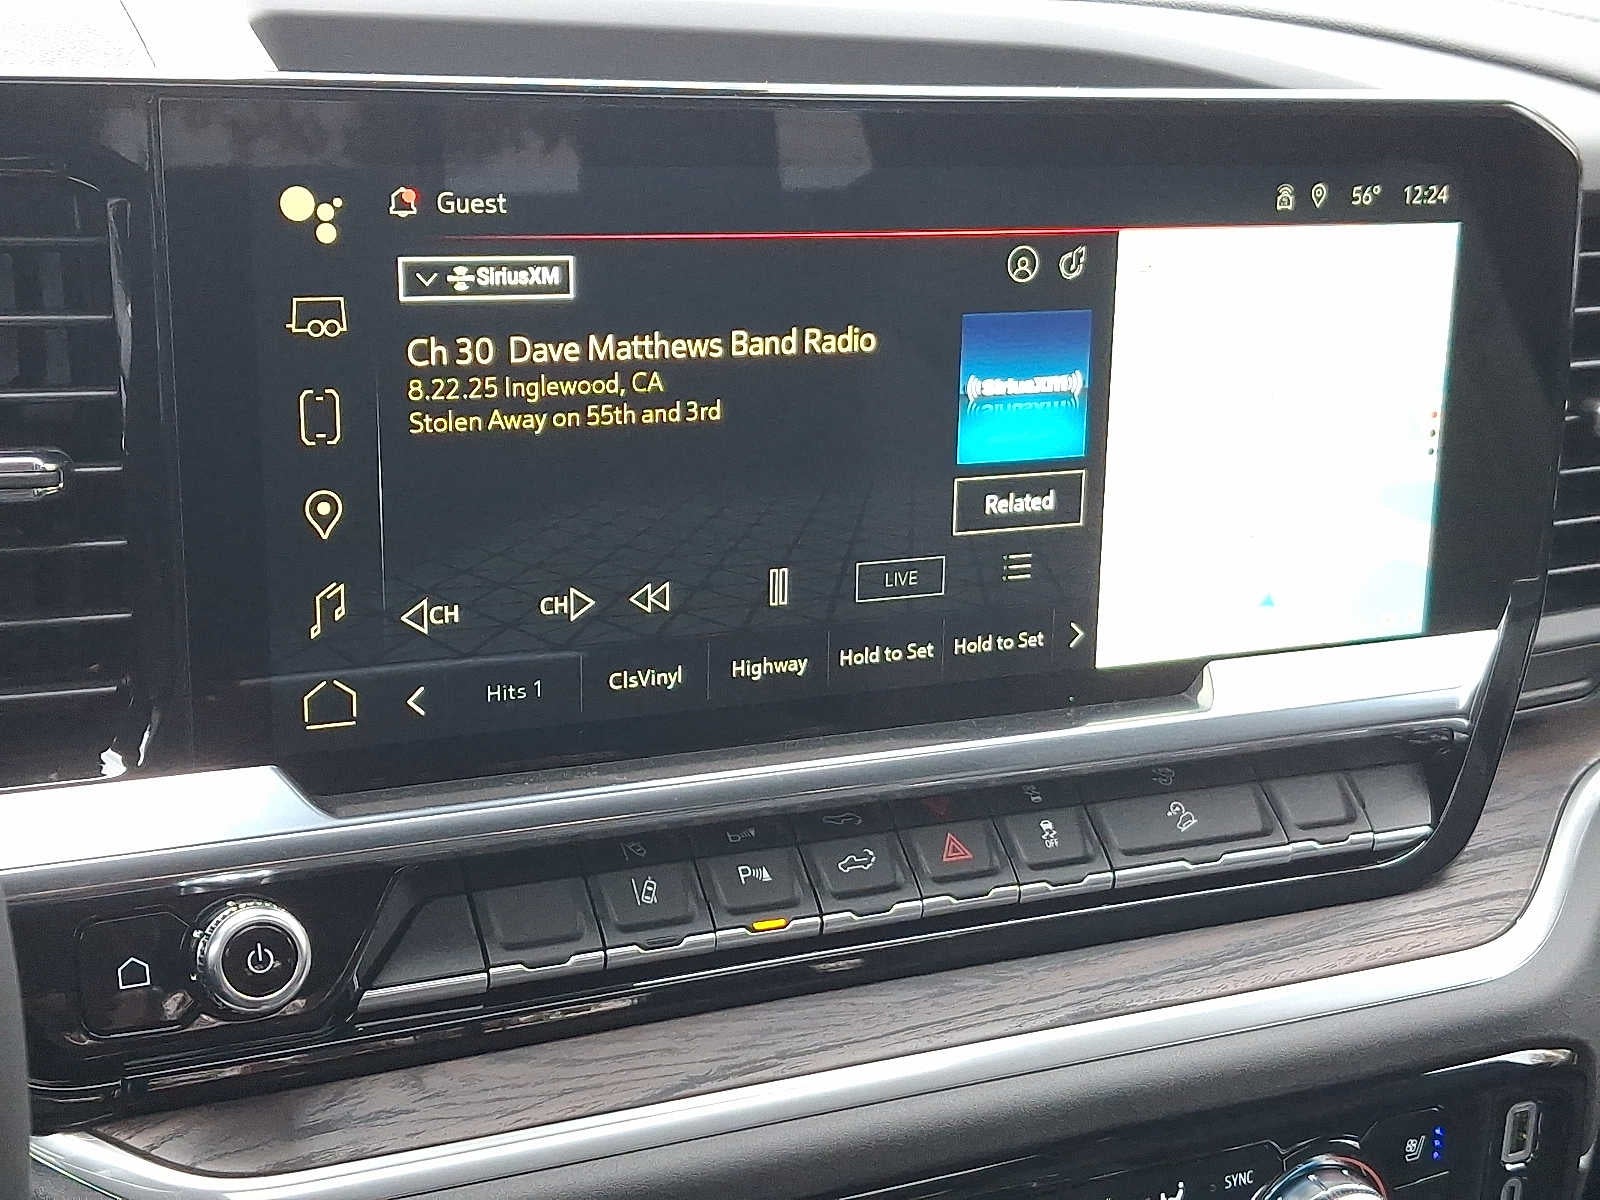 Guest
56° 12:24
SiriusXM
Ch 30 Dave Matthews Band Radio
8.22.25 Inglewood, CA
Stolen Away on 55th and 3rd
SiriusXM
Related
CH
CH
LIVE
Hits 1
ClsVinyl
Highway
Hold to Set
Hold to Set
P
OFF
SYNC